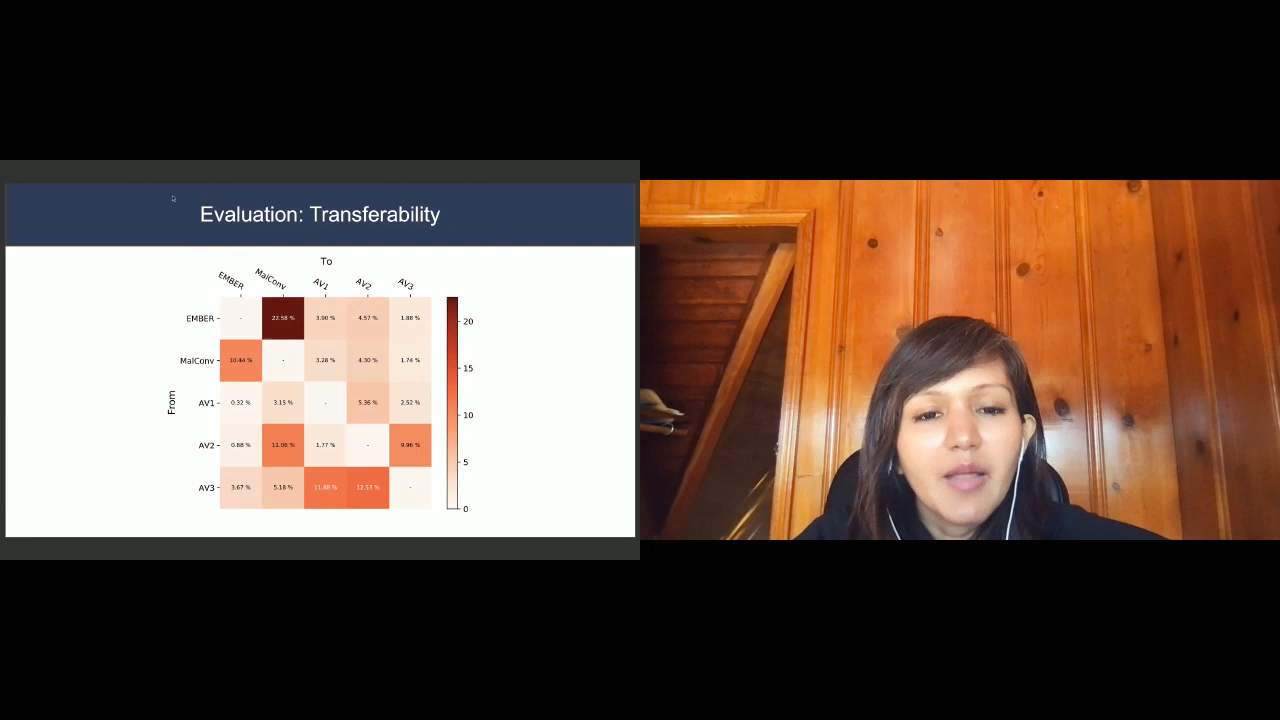 Evaluation: Transferability
To
EMBER MalConv AV1 AV2 AV3
From
EMBER - 22.58 % 3.90 % 4.57 % 1.88 %
MalConv 10.44 % - 3.28 % 4.30 % 1.74 %
AV1 0.32 % 3.15 % - 5.36 % 2.52 %
AV2 0.88 % 11.06 % 1.77 % - 9.96 %
AV3 3.67 % 5.18 % 11.88 % 12.53 % -
20
15
10
5
0